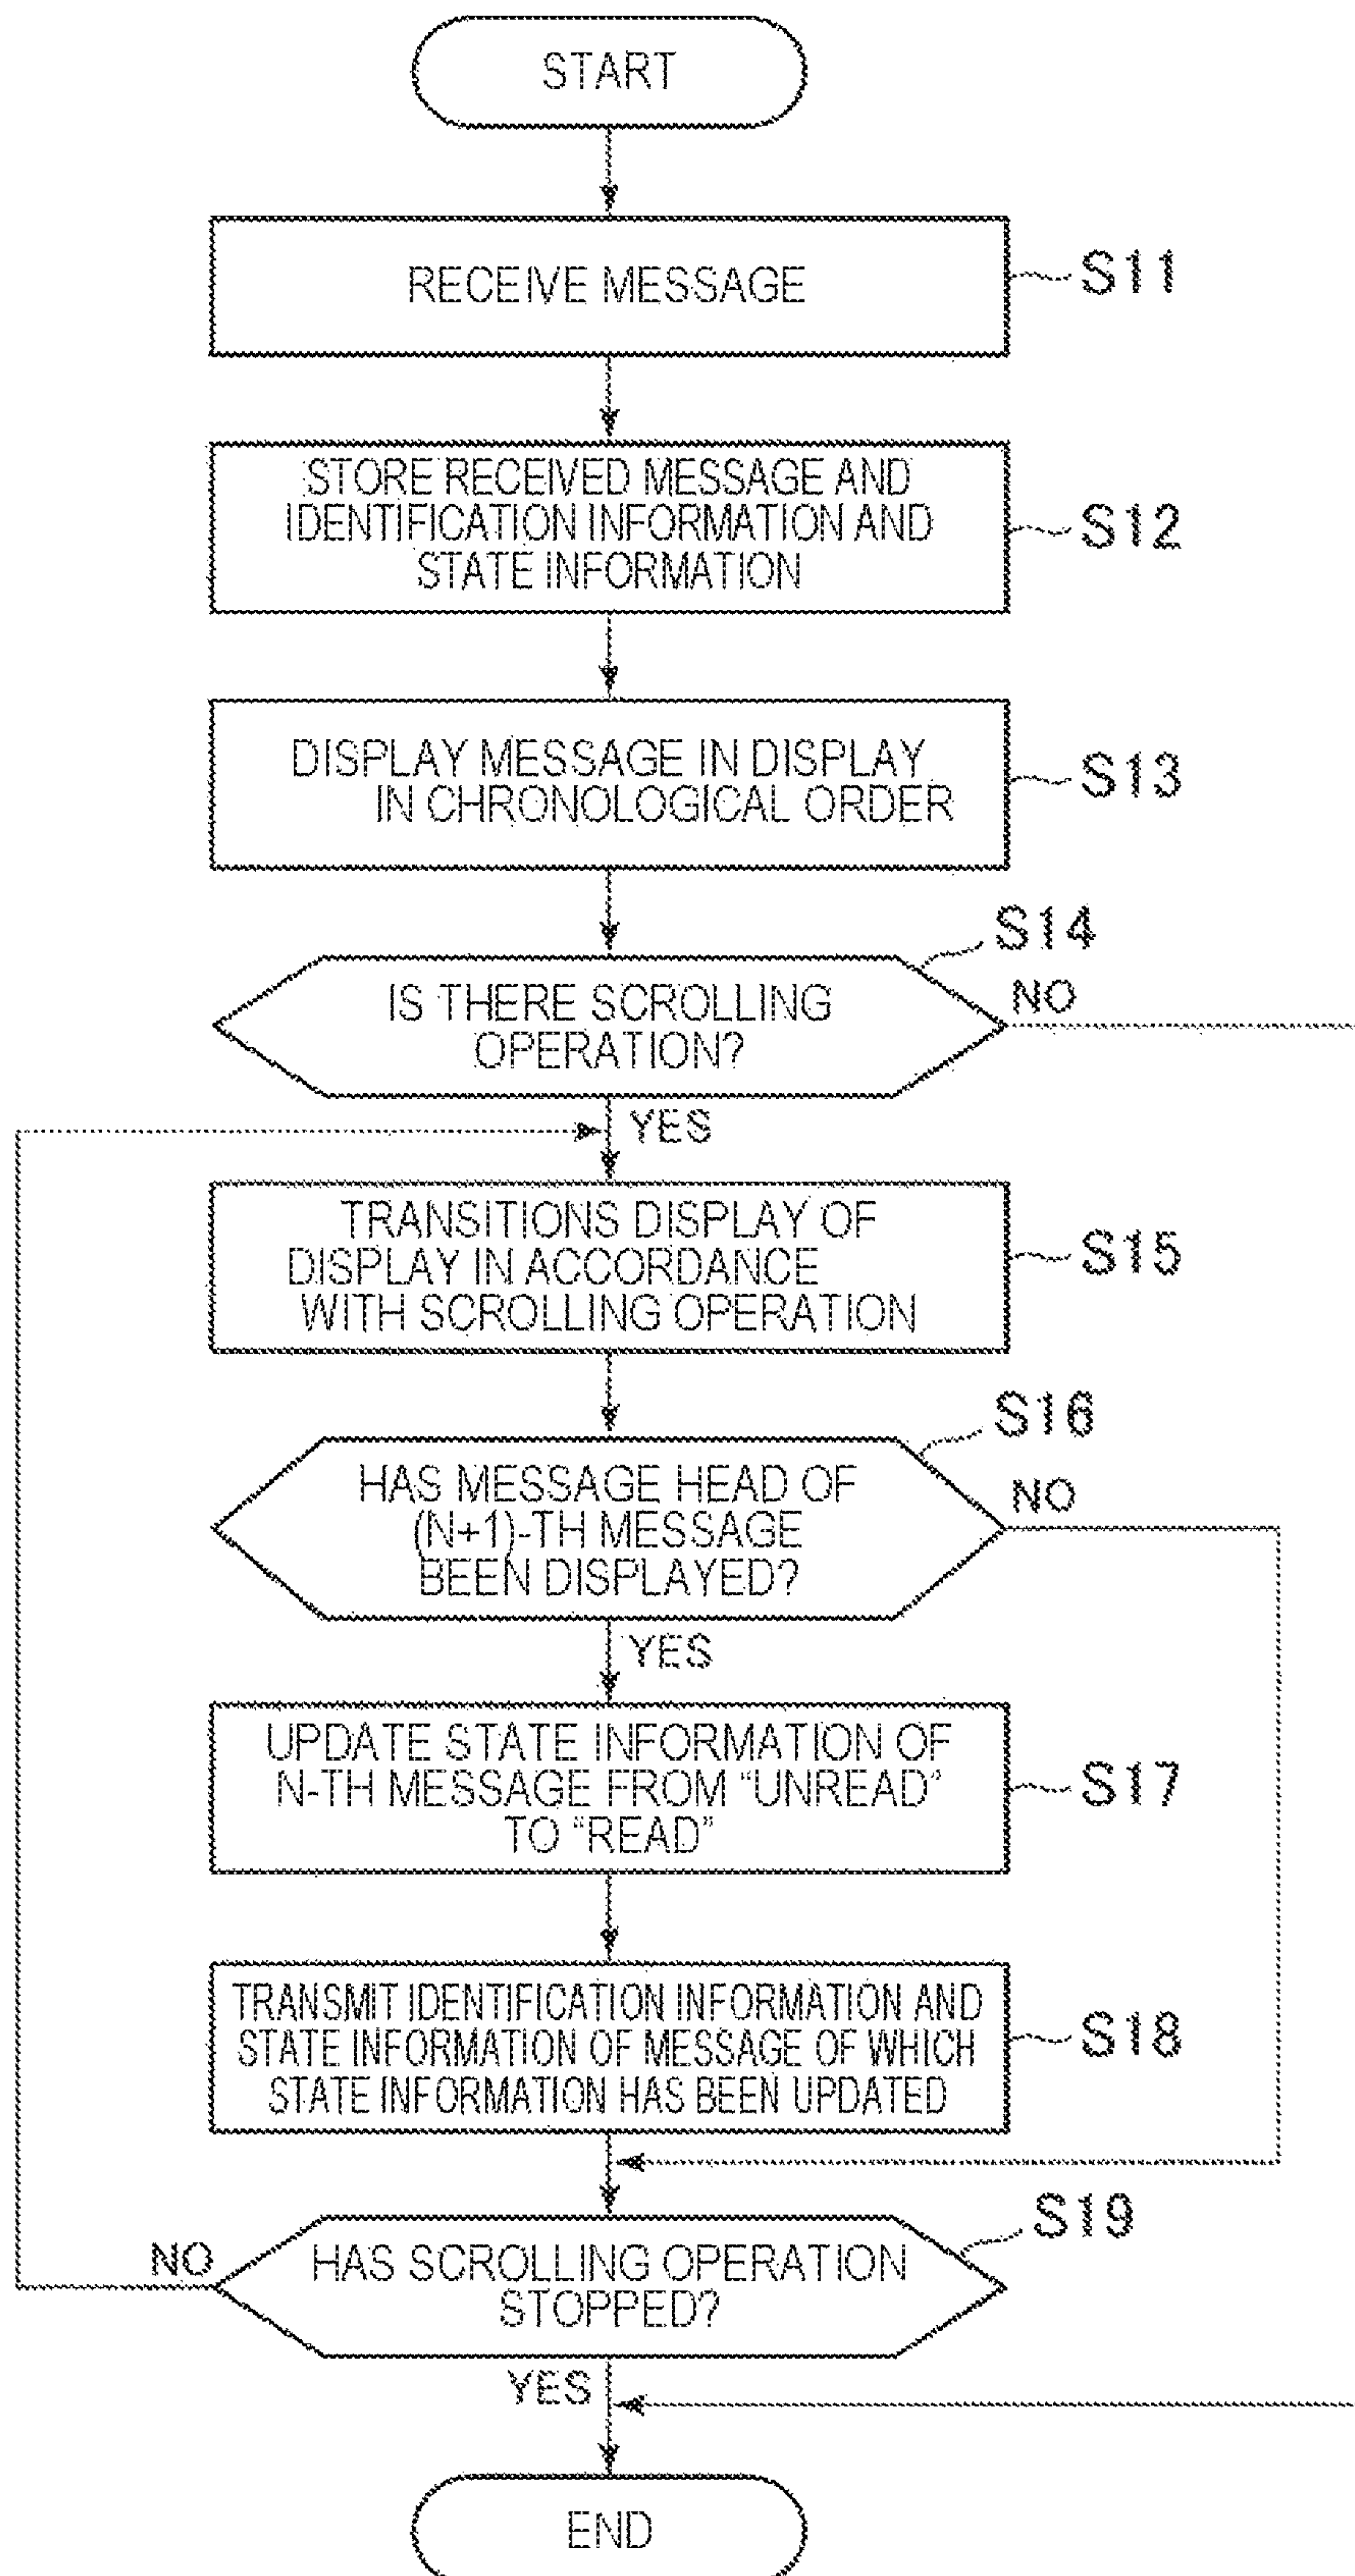 START
RECEIVE MESSAGE
S11
STORE RECEIVED MESSAGE AND
IDENTIFICATION INFORMATION AND
STATE INFORMATION
S12
DISPLAY MESSAGE IN DISPLAY
IN CHRONOLOGICAL ORDER
S13
S14
IS THERE SCROLLING
OPERATION?
NO
YES
TRANSITIONS DISPLAY OF
DISPLAY IN ACCORDANCE
WITH SCROLLING OPERATION
S15
S16
HAS MESSAGE HEAD OF
(N+1)-TH MESSAGE
BEEN DISPLAYED?
NO
YES
UPDATE STATE INFORMATION OF
N-TH MESSAGE FROM “UNREAD”
TO “READ”
S17
TRANSMIT IDENTIFICATION INFORMATION AND
STATE INFORMATION OF MESSAGE OF WHICH
STATE INFORMATION HAS BEEN UPDATED
S18
S19
NO
HAS SCROLLING OPERATION
STOPPED?
YES
END